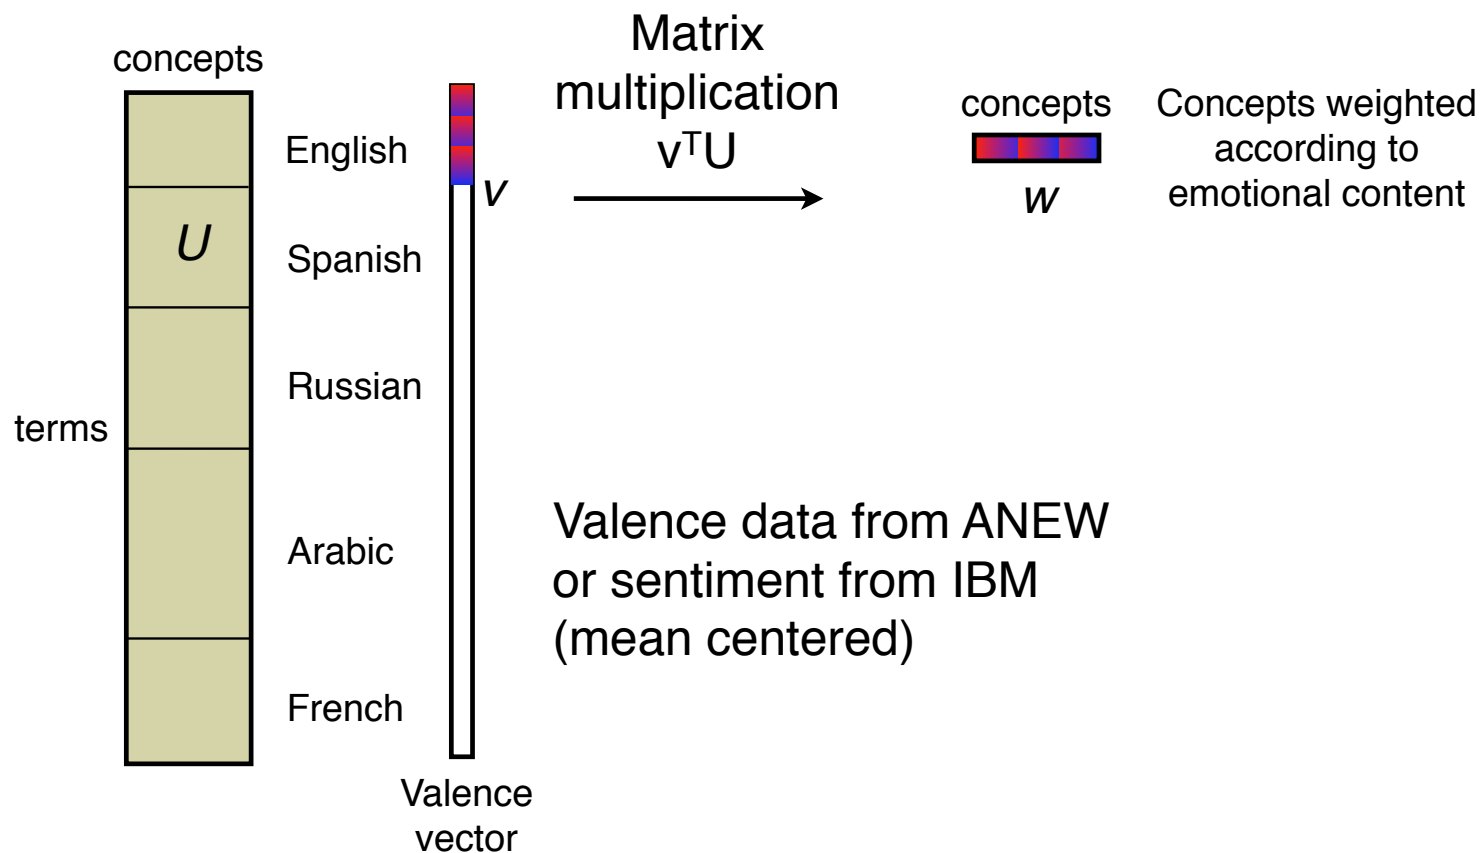 concepts
terms
U
English
Spanish
Russian
Arabic
French
v
Valence
vector
Matrix
multiplication
vᵀU
concepts
w
Concepts weighted
according to
emotional content
Valence data from ANEW
or sentiment from IBM
(mean centered)